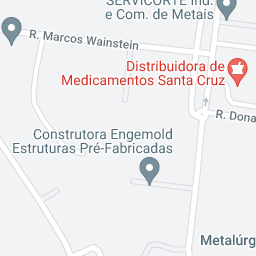 SERVICORTE Ind.
e Com. de Metais
R. Marcos Wainstein
Distribuidora de
Medicamentos Santa Cruz
R. Dona
Construtora Engemold
Estruturas Pré-Fabricadas
Metalúrg